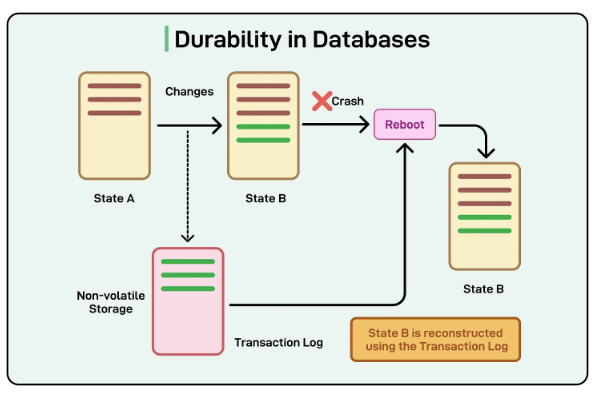 Durability in Databases
Changes
Crash
Reboot
State A
State B
State B
Non-volatile
Storage
Transaction Log
State B is reconstructed
using the Transaction Log